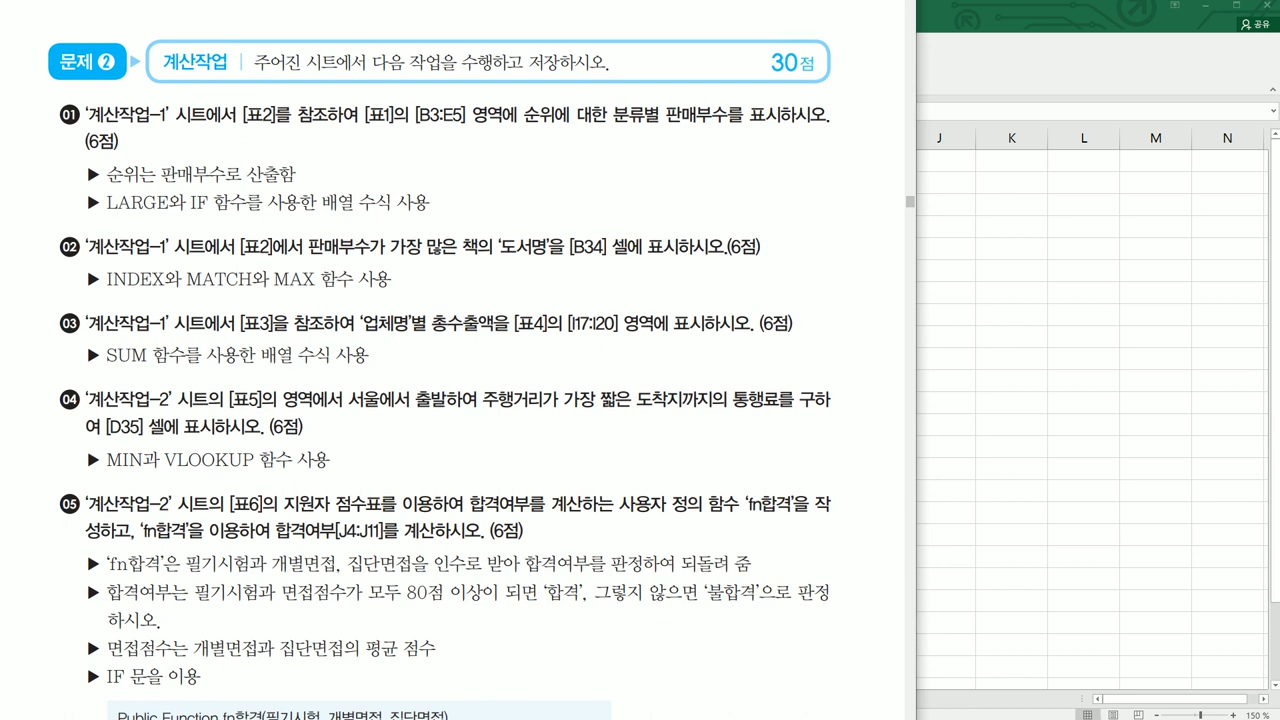 공유
문제 2 계산작업 주어진 시트에서 다음 작업을 수행하고 저장하시오. 30점
01 ‘계산작업-1’ 시트에서 [표2]를 참조하여 [표1]의 [B3:E5] 영역에 순위에 대한 분류별 판매부수를 표시하시오.
(6점)
▶ 순위는 판매부수로 산출함
▶ LARGE와 IF 함수를 사용한 배열 수식 사용
02 ‘계산작업-1’ 시트에서 [표2]에서 판매부수가 가장 많은 책의 ‘도서명’을 [B34] 셀에 표시하시오.(6점)
▶ INDEX와 MATCH와 MAX 함수 사용
03 ‘계산작업-1’ 시트에서 [표3]을 참조하여 ‘업체명’별 총수출액을 [표4]의 [I17:I20] 영역에 표시하시오. (6점)
▶ SUM 함수를 사용한 배열 수식 사용
04 ‘계산작업-2’ 시트의 [표5]의 영역에서 서울에서 출발하여 주행거리가 가장 짧은 도착지까지의 통행료를 구하
여 [D35] 셀에 표시하시오. (6점)
▶ MIN과 VLOOKUP 함수 사용
05 ‘계산작업-2’ 시트의 [표6]의 지원자 점수표를 이용하여 합격여부를 계산하는 사용자 정의 함수 ‘fn합격’을 작
성하고, ‘fn합격’을 이용하여 합격여부[J4:J11]를 계산하시오. (6점)
▶ ‘fn합격’은 필기시험과 개별면접, 집단면접을 인수로 받아 합격여부를 판정하여 되돌려 줌
▶ 합격여부는 필기시험과 면접점수가 모두 80점 이상이 되면 ‘합격’, 그렇지 않으면 ‘불합격’으로 판정
하시오.
▶ 면접점수는 개별면접과 집단면접의 평균 점수
▶ IF 문을 이용
Public Function fn합격(필기시험, 개별면접, 집단면접)
J K L M N
150 %